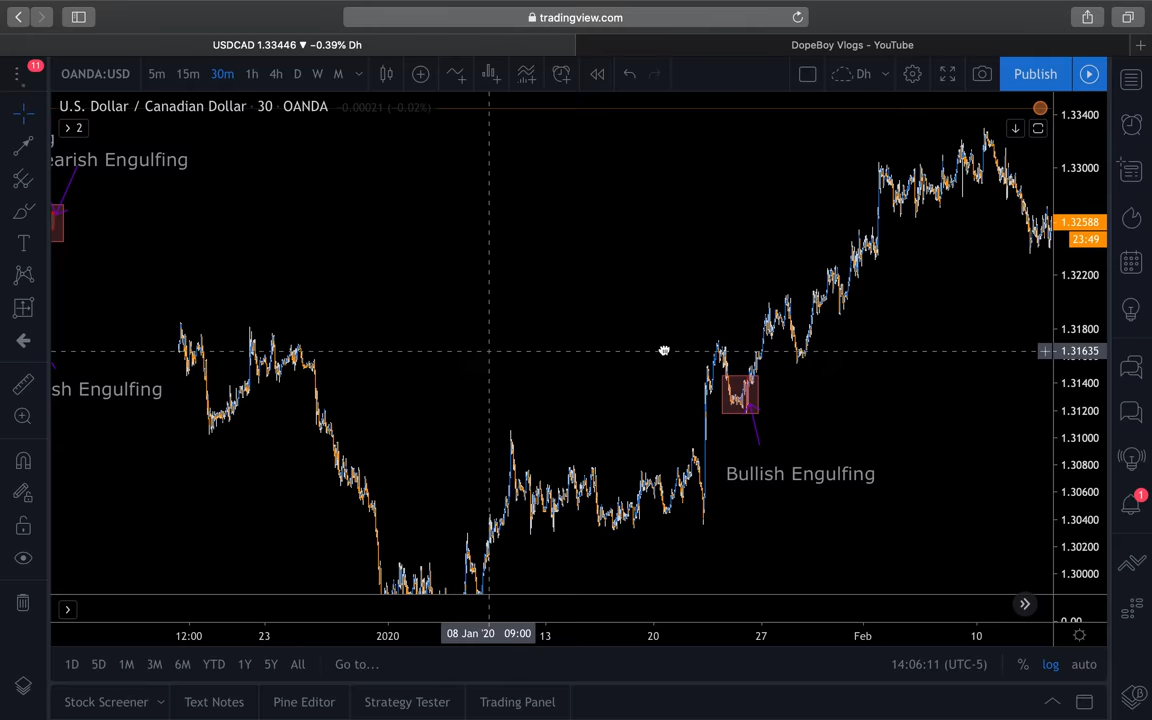 tradingview.com
USDCAD 1.33446 ▼ −0.39% Dh
DopeBoy Vlogs - YouTube
11
OANDA:USD
5m 15m 30m 1h 4h D W M
Dh
Publish
U.S. Dollar / Canadian Dollar · 30 · OANDA
-0.00021 (-0.02%)
2
1.33400
earish Engulfing
1.33000
1.32588
23:49
1.32200
1.31800
1.31635
1.31400
sh Engulfing
1.31200
1.31000
1.30800
Bullish Engulfing
1.30600
1
1.30400
1.30000
0.00
12:00 23 2020 08 Jan '20 09:00 13 20 27 Feb 10
1D 5D 1M 3M 6M YTD 1Y 5Y All Go to...
14:06:11 (UTC-5) % log auto
Stock Screener Text Notes Pine Editor Strategy Tester Trading Panel